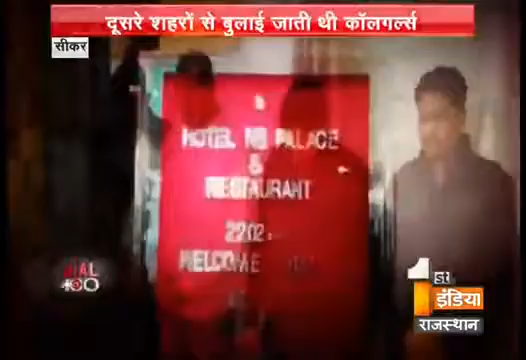 दूसरे शहरों से बुलाई जाती थी कॉलगर्ल्स
सीकर
HOTEL PALACE
&
RESTAURANT
WELCOME
1ST
इंडिया
राजस्थान